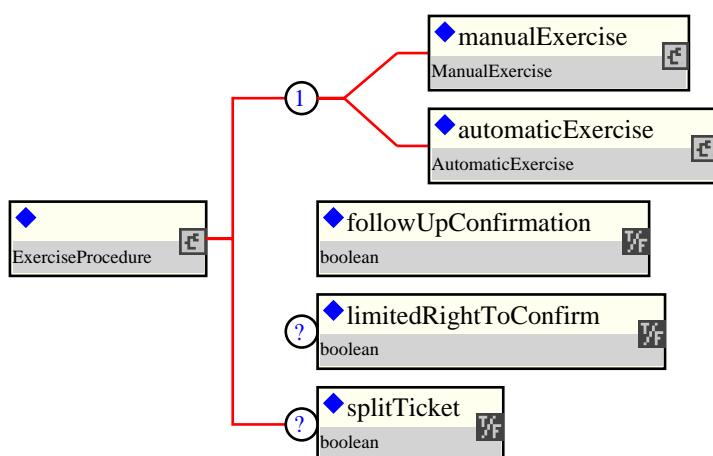 manualExercise
ManualExercise
1
automaticExercise
AutomaticExercise
ExerciseProcedure
followUpConfirmation
T/F
boolean
limitedRightToConfirm
?
T/F
boolean
splitTicket
?
T/F
boolean